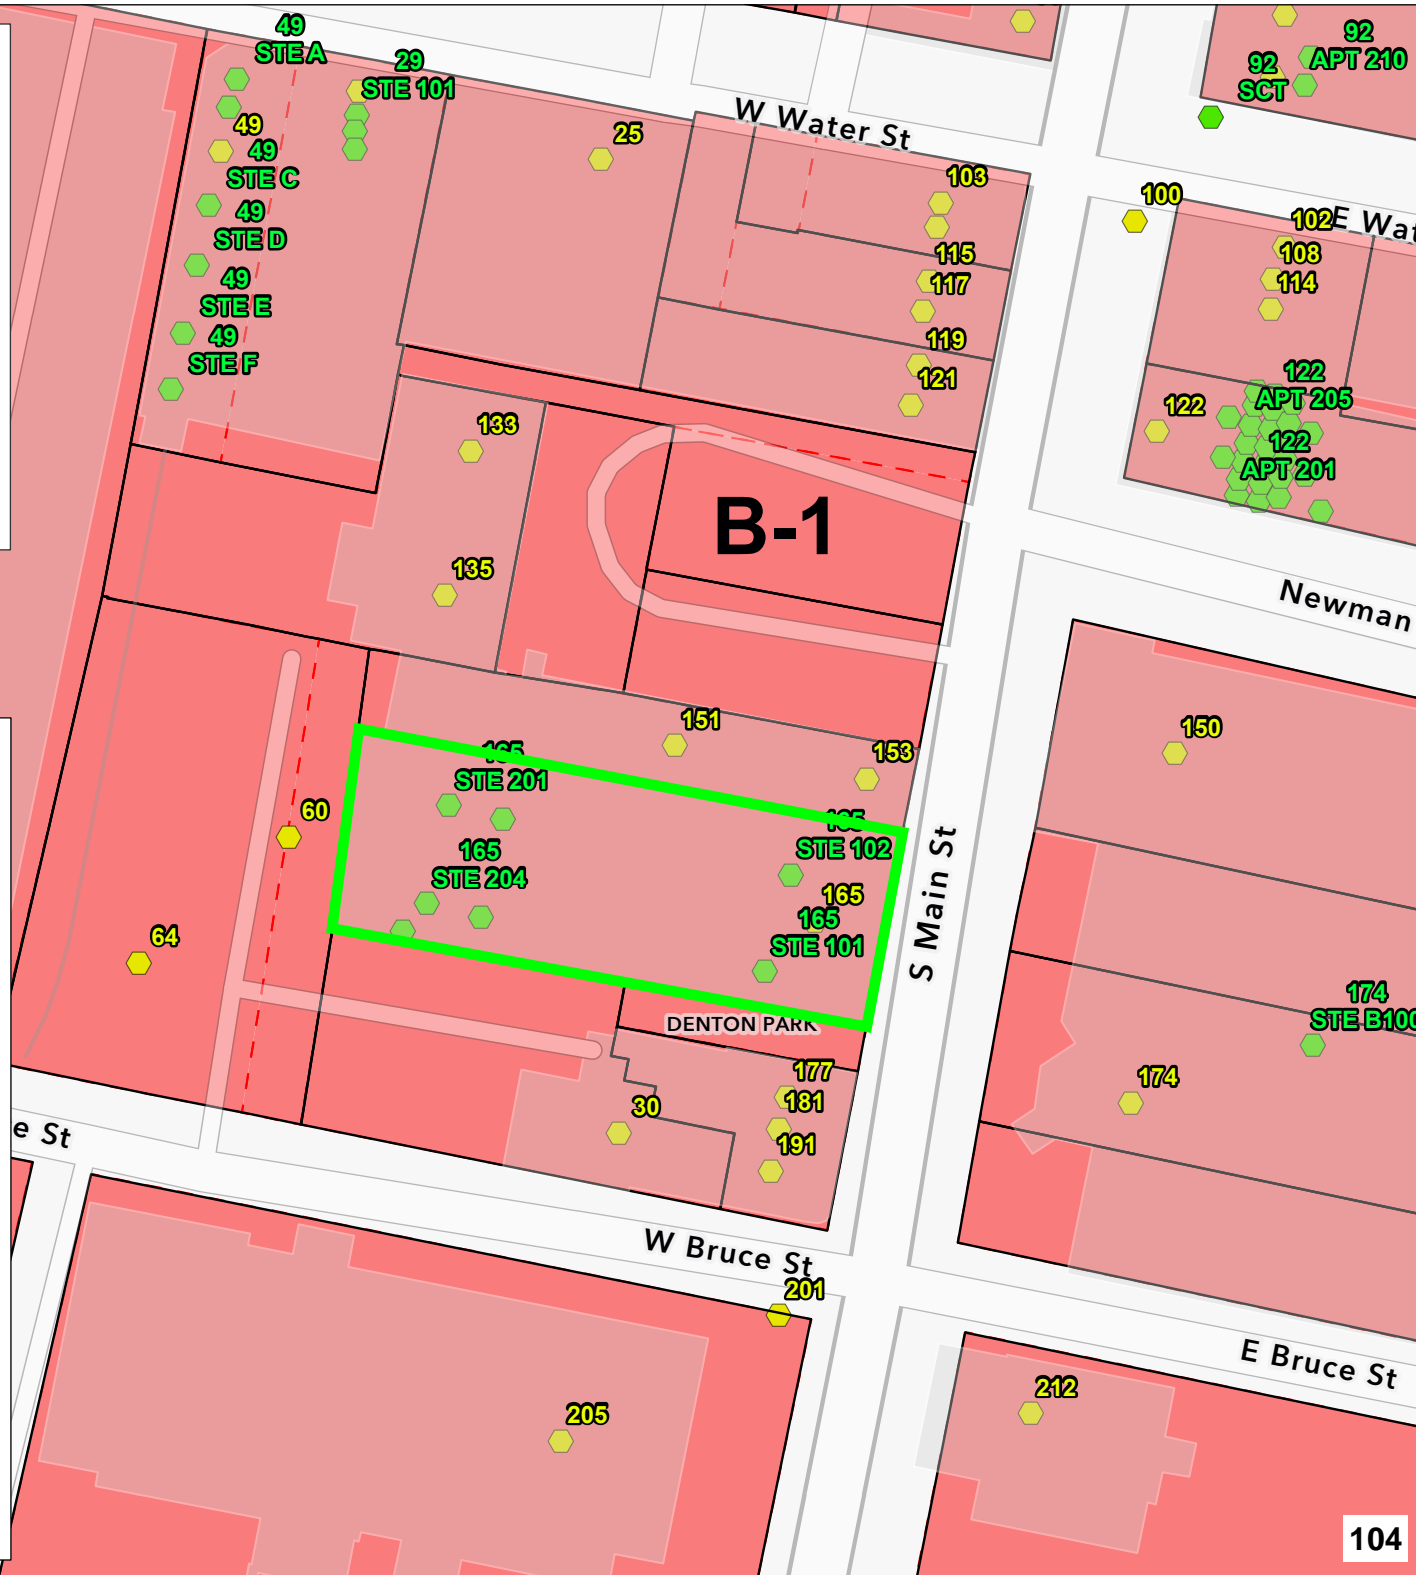 49
STE A
29
STE 101
92
APT 210
92
SCT
W Water St
49
49
STE C
25
103
100
49
STE D
102
E Wat
115
108
117
114
49
STE E
49
STE F
119
121
122
APT 205
122
133
122
APT 201
B-1
135
Newman
151
150
153
165
STE 201
60
165
STE 102
165
STE 204
165
165
STE 101
S Main St
64
174
STE B100
DENTON PARK
177
174
181
30
191
e St
W Bruce St
201
E Bruce St
212
205
104